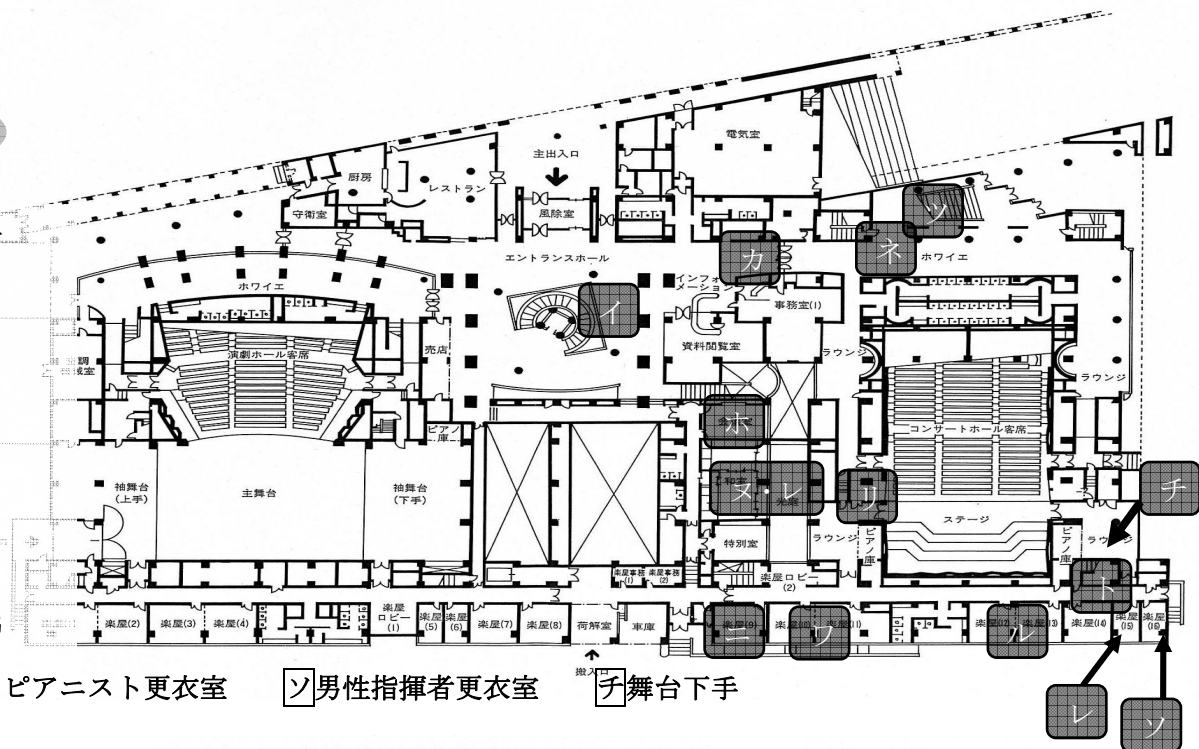 電気室
主出入口
厨房
レストラン
守衛室
風除室
ツ
ネ
カ
エントランスホール
ホワイエ
ホワイエ
インフォメーション
事務室(1)
イ
資料閲覧室
売店
演劇ホール客席
ラウンジ
ラウンジ
ホ
コンサートホール客席
ピアノ庫
ヌ・レ
リ
チ
袖舞台
(上手)
主舞台
袖舞台
(下手)
ステージ
特別室
ラウンジ
ピアノ庫
ピアノ庫
ラウンジ
楽屋事務(1)
楽屋事務(2)
楽屋ロビー
(2)
ト
楽屋(2)
楽屋(3)
楽屋(4)
楽屋ロビー(1)
楽屋(5)
楽屋(6)
楽屋(7)
楽屋(8)
荷解室
車庫
ニ
楽屋(9)
ワ
ル
楽屋(14)
楽屋(15)
楽屋(16)
搬入口
ピアニスト更衣室 ソ男性指揮者更衣室 チ舞台下手
レ
ソ